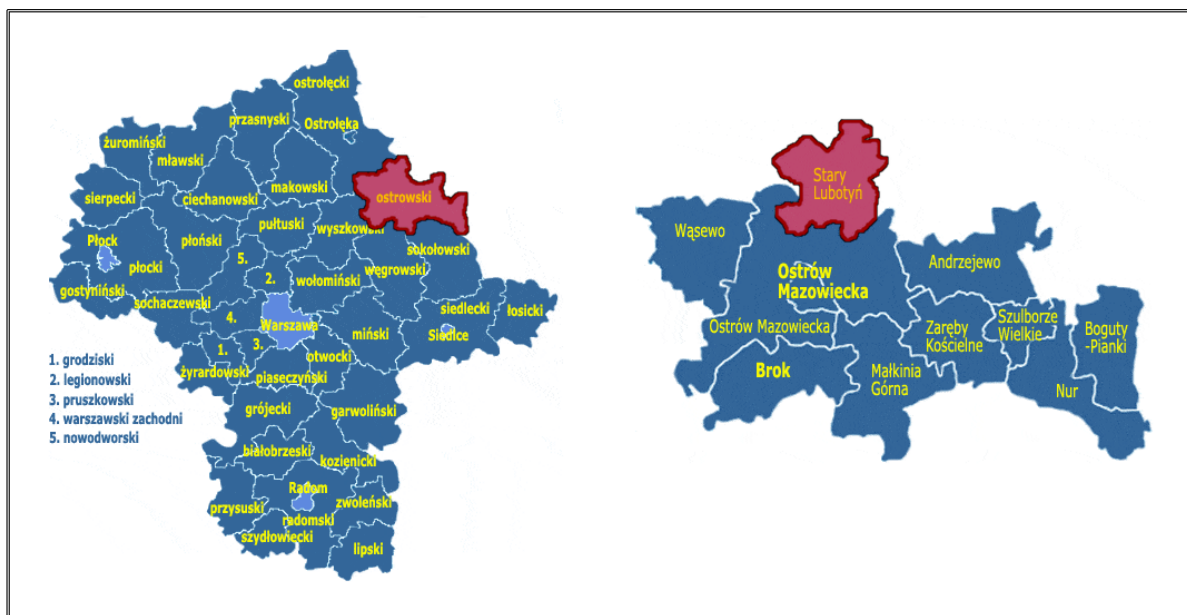 ostrołęcki
przasnyski
Ostrołęka
żuromiński
mławski
makowski
ciechanowski
sierpecki
ostrowski
pułtuski
wyszkowski
Płock
płoński
sokołowski
5.
płocki
węgrowski
2.
wołomiński
gostyniński
sochaczewski
siedlecki
łosicki
4.
Warszawa
miński
Siedlce
1.
3.
otwocki
żyrardowski
piaseczyński
grójecki
garwoliński
białobrzeski
kozienicki
Radom
przysuski
zwoleński
radomski
szydłowiecki
lipski
1. grodziski
2. legionowski
3. pruszkowski
4. warszawski zachodni
5. nowodworski
Stary
Lubotyń
Wąsewo
Andrzejewo
Ostrów
Mazowiecka
Ostrów Mazowiecka
Zaręby
Kościelne
Szulborze
Wielkie
Boguty
-Pianki
Brok
Małkinia
Górna
Nur